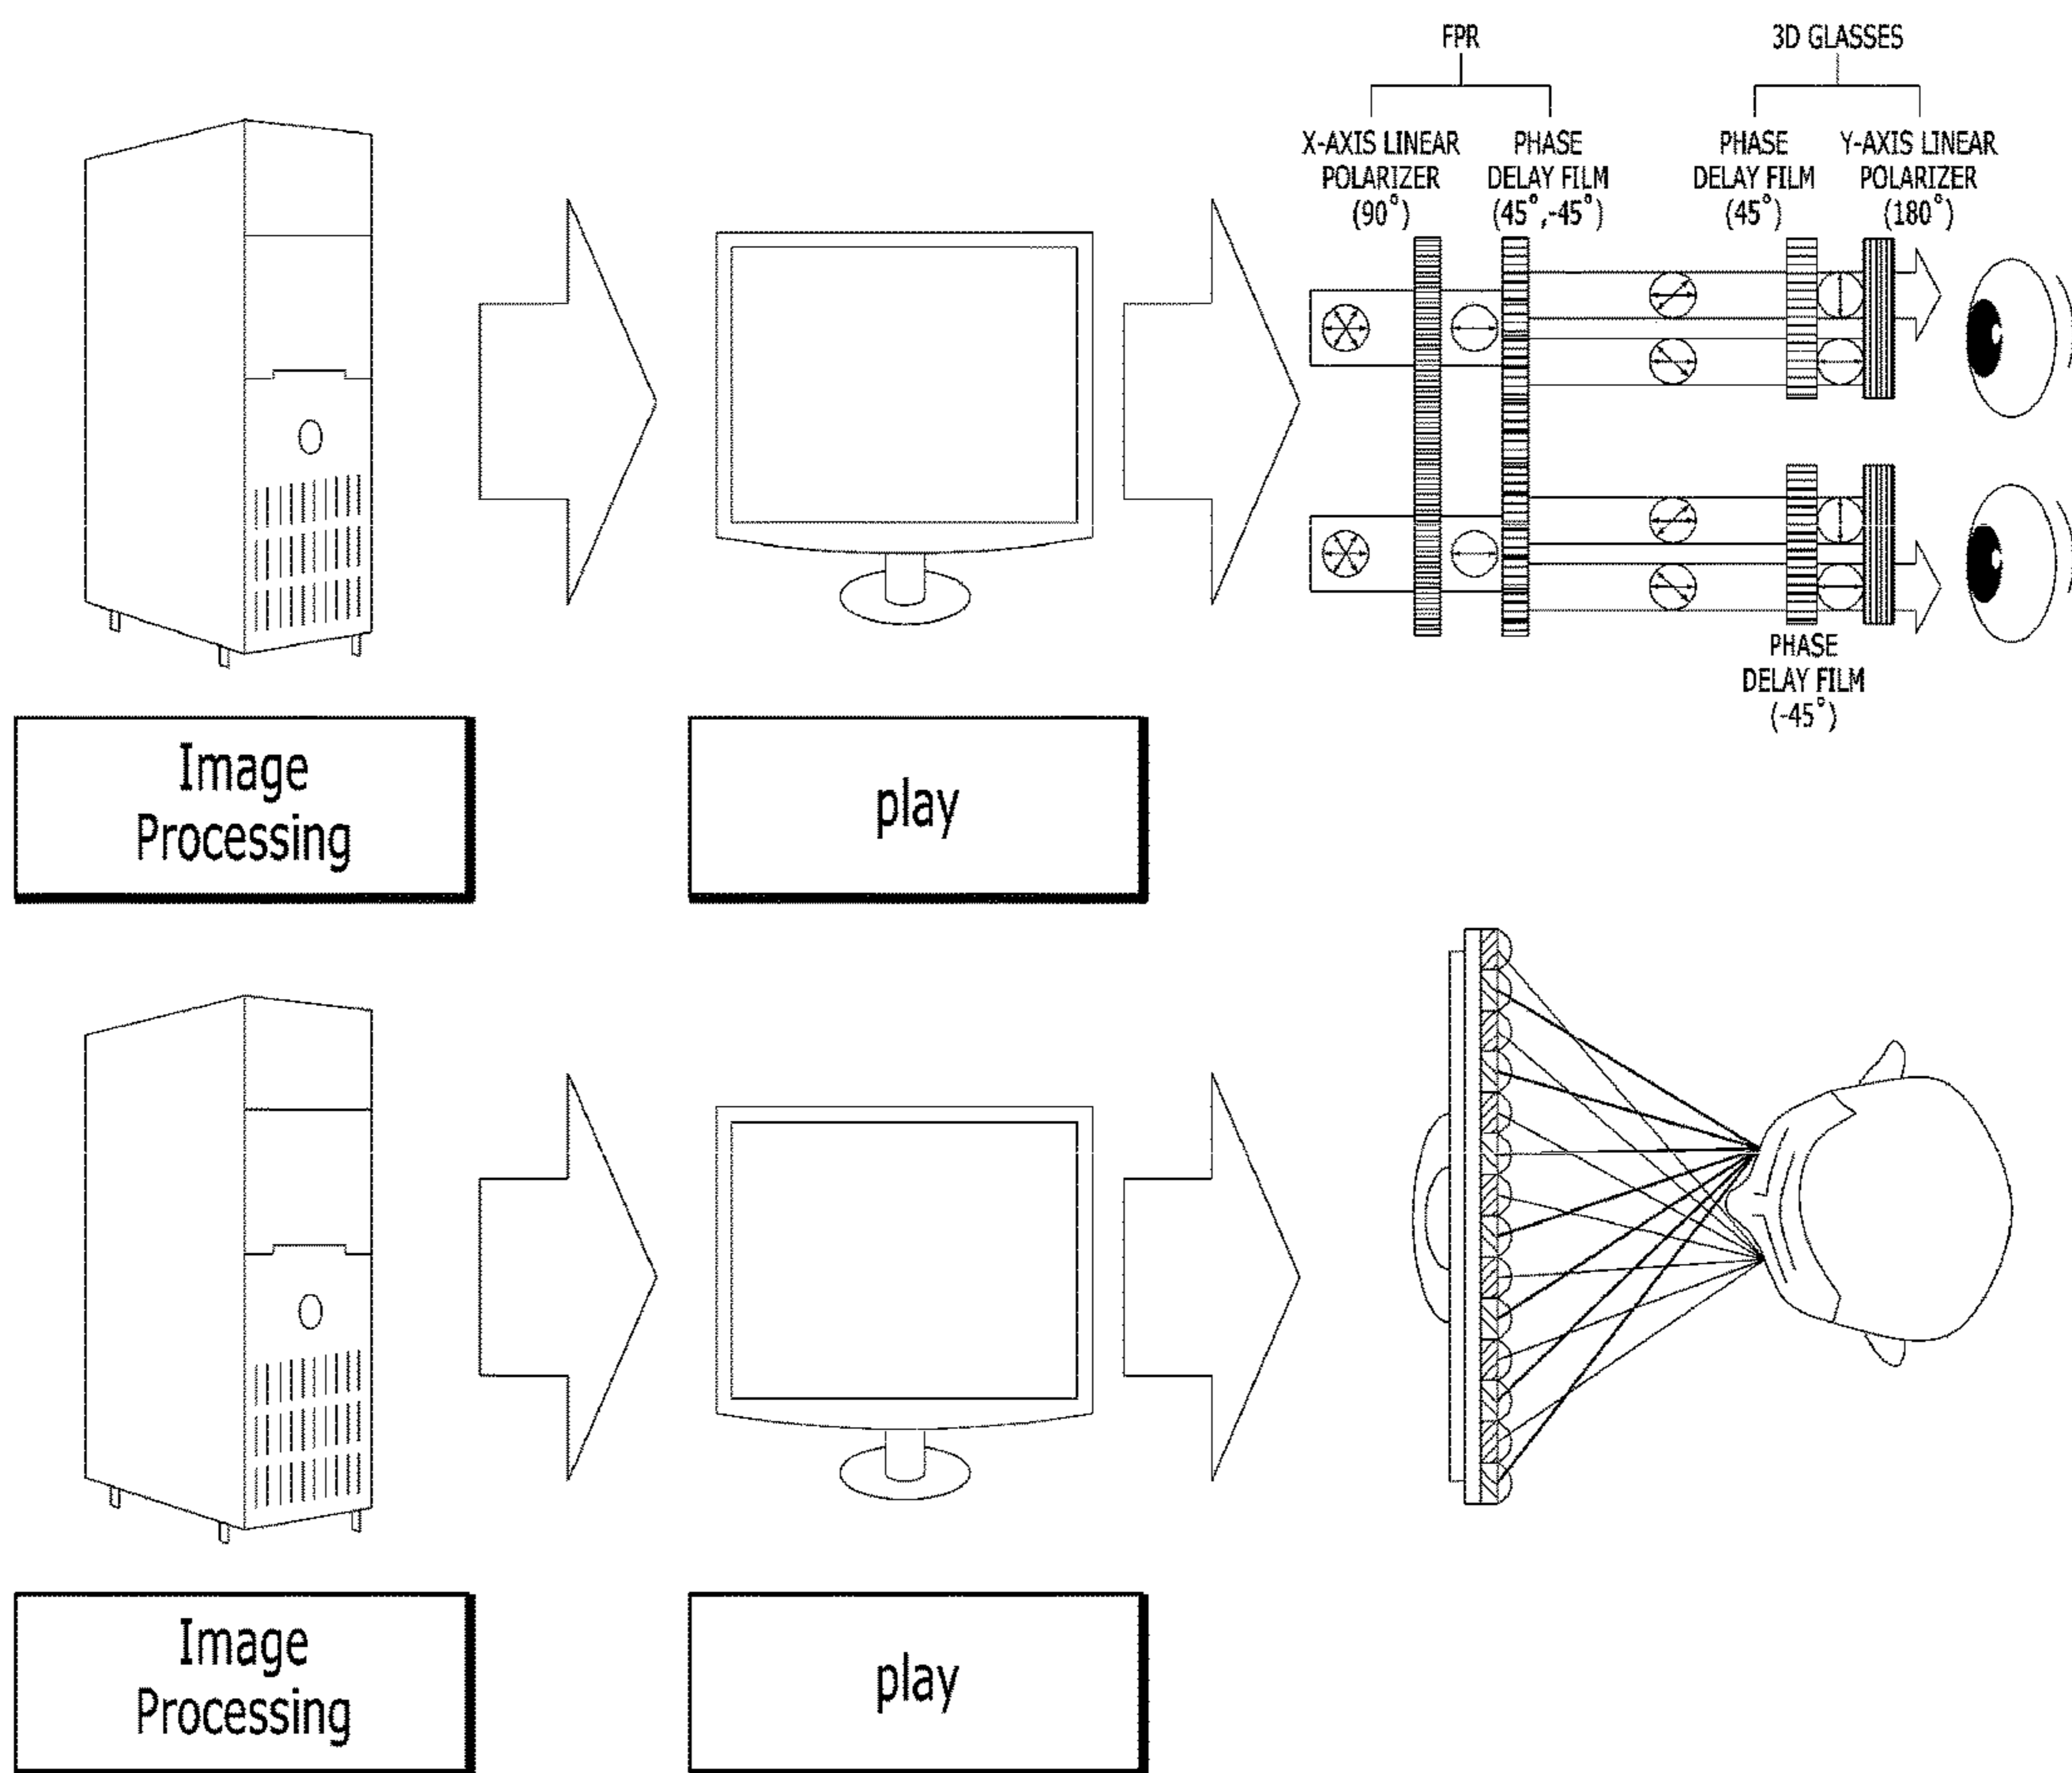 FPR
3D GLASSES
X-AXIS LINEAR
POLARIZER
(90°)
PHASE
DELAY FILM
(45°,-45°)
PHASE
DELAY FILM
(45°)
Y-AXIS LINEAR
POLARIZER
(180°)
PHASE
DELAY FILM
(-45°)
Image
Processing
play
Image
Processing
play